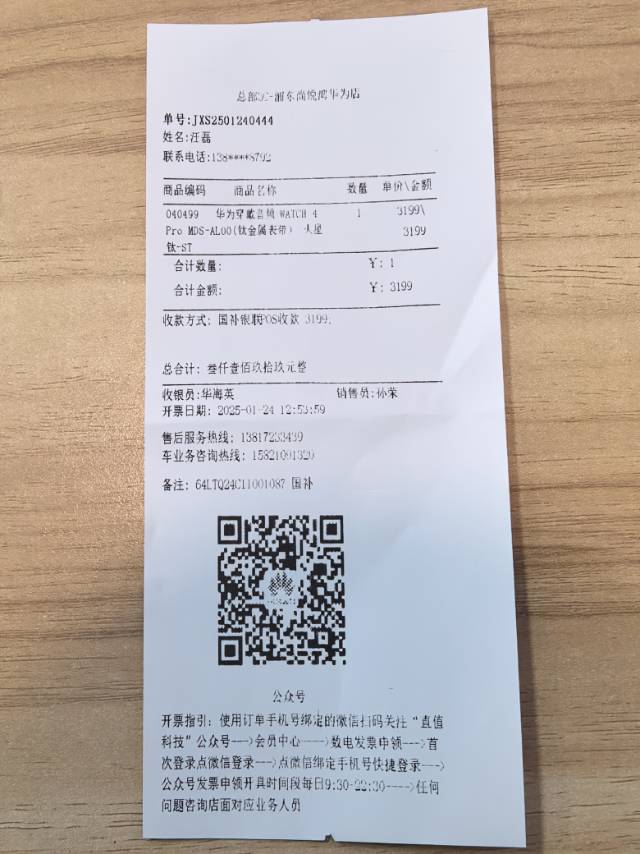 浦东尚悦湾华为店
单号:JXS2501240444
姓名:汪磊
联系电话:138****8792
商品编码 商品名称 数量 单价\金额
040499 华为穿戴音频 WATCH 4 1 3199\
Pro MDS-AL00(钛金属表带) 火星 3199
钛-ST
合计数量: ¥: 1
合计金额: ¥: 3199
收款方式: 国补银联POS收款 3199.
总合计: 叁仟壹佰玖拾玖元整
收银员:华海英 销售员:孙荣
开票日期: 2025-01-24 12:53:59
售后服务热线: 13817233439
车业务咨询热线: 15821091320
备注: 64LTQ24C11001087 国补
公众号
开票指引: 使用订单手机号绑定的微信扫码关注“直值
科技”公众号--->会员中心---->数电发票申领--->首
次登录点微信登录--->点微信绑定手机号快捷登录--->
公众号发票申领开具时间段每日9:30-22:30---->任何
问题咨询店面对应业务人员